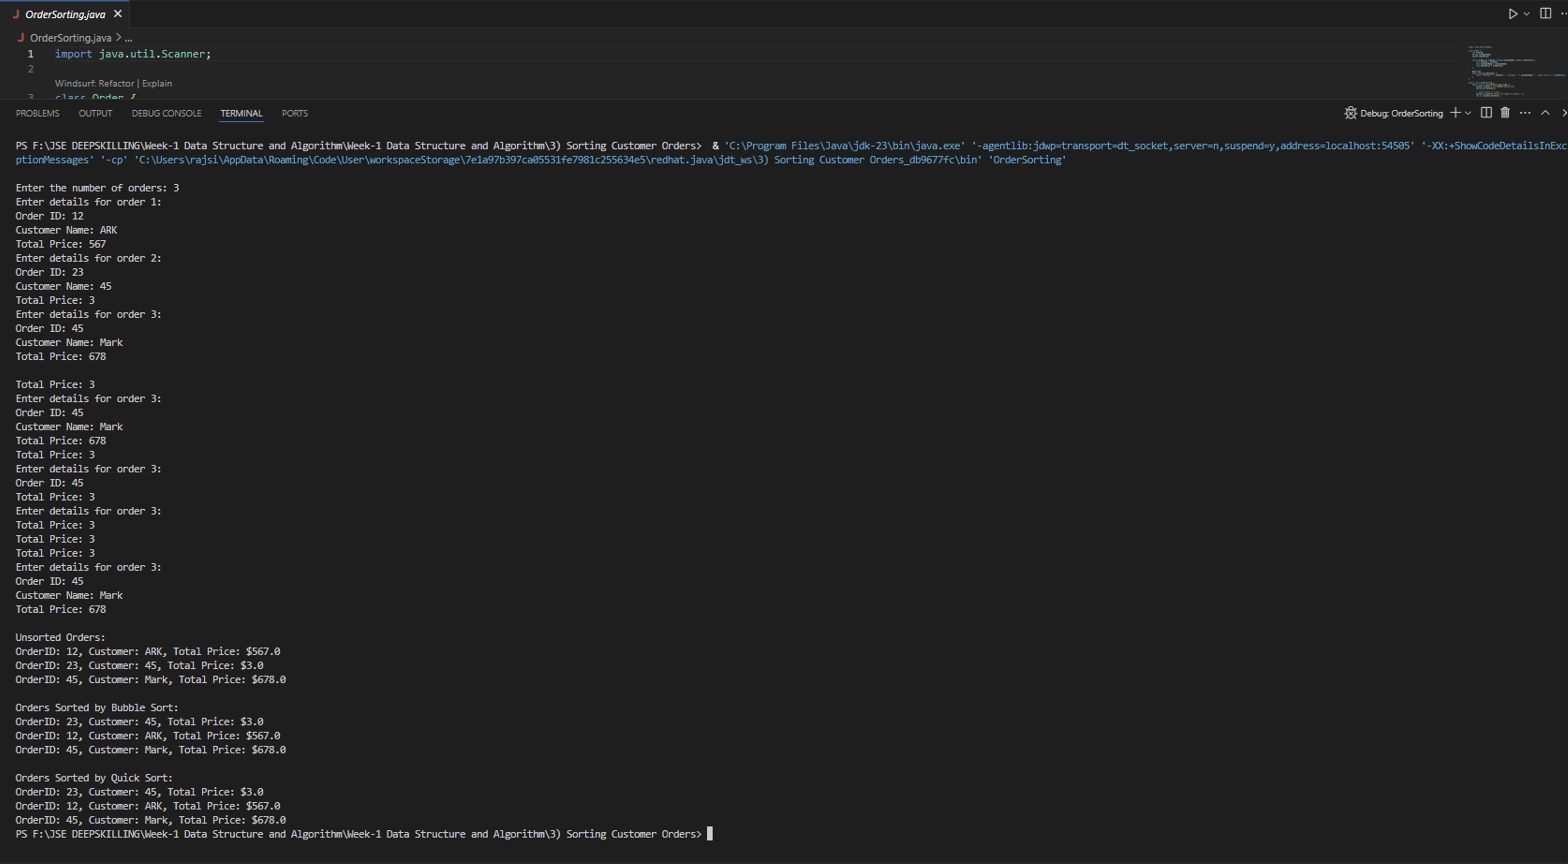 OrderSorting.java
OrderSorting.java > ...
1 import java.util.Scanner;
2
Windsurf: Refactor | Explain
3 class Order {
PROBLEMS OUTPUT DEBUG CONSOLE TERMINAL PORTS Debug: OrderSorting
PS F:\JSE DEEPSKILLING\Week-1 Data Structure and Algorithm\Week-1 Data Structure and Algorithm\3) Sorting Customer Orders> & 'C:\Program Files\Java\jdk-23\bin\java.exe' '-agentlib:jdwp=transport=dt_socket,server=n,suspend=y,address=localhost:54505' '-XX:+ShowCodeDetailsInExc
ptionMessages' '-cp' 'C:\Users\rajsi\AppData\Roaming\Code\User\workspaceStorage\7e1a97b397ca05531fe7981c255634e5\redhat.java\jdt_ws\3) Sorting Customer Orders_db9677fc\bin' 'OrderSorting'
Enter the number of orders: 3
Enter details for order 1:
Order ID: 12
Customer Name: ARK
Total Price: 567
Enter details for order 2:
Order ID: 23
Customer Name: 45
Total Price: 3
Enter details for order 3:
Order ID: 45
Customer Name: Mark
Total Price: 678
Total Price: 3
Enter details for order 3:
Order ID: 45
Customer Name: Mark
Total Price: 678
Total Price: 3
Enter details for order 3:
Order ID: 45
Total Price: 3
Enter details for order 3:
Total Price: 3
Total Price: 3
Total Price: 3
Enter details for order 3:
Order ID: 45
Customer Name: Mark
Total Price: 678
Unsorted Orders:
OrderID: 12, Customer: ARK, Total Price: $567.0
OrderID: 23, Customer: 45, Total Price: $3.0
OrderID: 45, Customer: Mark, Total Price: $678.0
Orders Sorted by Bubble Sort:
OrderID: 23, Customer: 45, Total Price: $3.0
OrderID: 12, Customer: ARK, Total Price: $567.0
OrderID: 45, Customer: Mark, Total Price: $678.0
Orders Sorted by Quick Sort:
OrderID: 23, Customer: 45, Total Price: $3.0
OrderID: 12, Customer: ARK, Total Price: $567.0
OrderID: 45, Customer: Mark, Total Price: $678.0
PS F:\JSE DEEPSKILLING\Week-1 Data Structure and Algorithm\Week-1 Data Structure and Algorithm\3) Sorting Customer Orders>